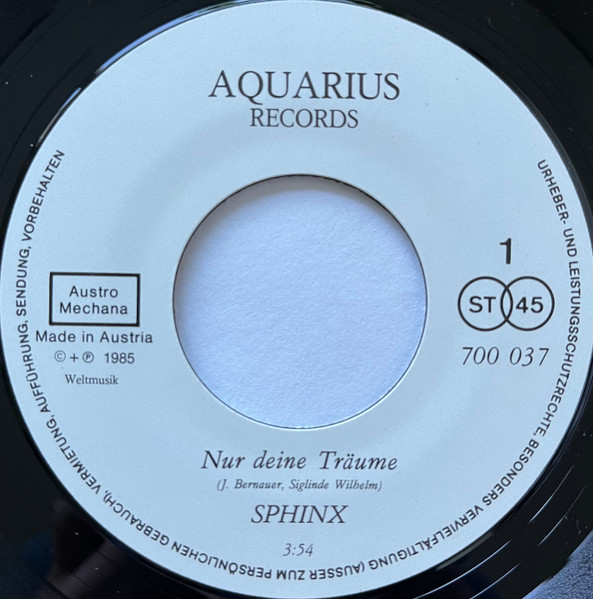 AQUARIUS
RECORDS
URHEBER- UND LEISTUNGSSCHUTZRECHTE, BESONDERS VERVIELFÄLTIGUNG (AUSSER ZUM PERSÖNLICHEN GEBRAUCH), VERMIETUNG, AUFFÜHRUNG, SENDUNG, VORBEHALTEN
Austro
Mechana
Made in Austria
© + ℗ 1985
Weltmusik
1
ST 45
700 037
Nur deine Träume
(J. Bernauer, Siglinde Wilhelm)
SPHINX
3:54